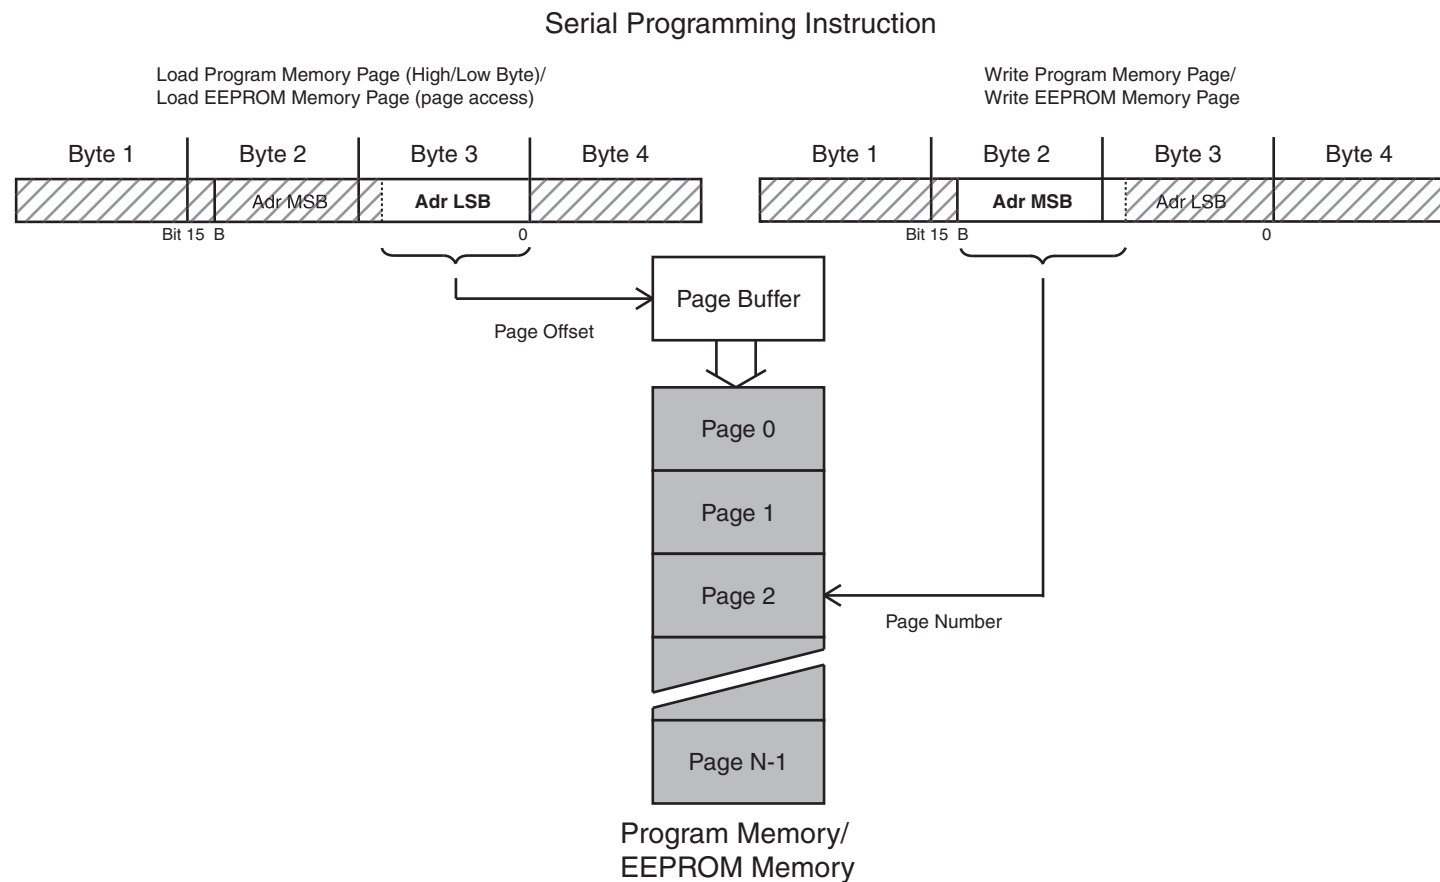 Serial Programming Instruction
Load Program Memory Page (High/Low Byte)/
Load EEPROM Memory Page (page access)
Write Program Memory Page/
Write EEPROM Memory Page
Byte 1 Byte 2 Byte 3 Byte 4
Adr MSB Adr LSB
Bit 15 B 0
Byte 1 Byte 2 Byte 3 Byte 4
Adr MSB Adr LSB
Bit 15 B 0
Page Buffer
Page Offset
Page 0
Page 1
Page 2
Page Number
Page N-1
Program Memory/
EEPROM Memory